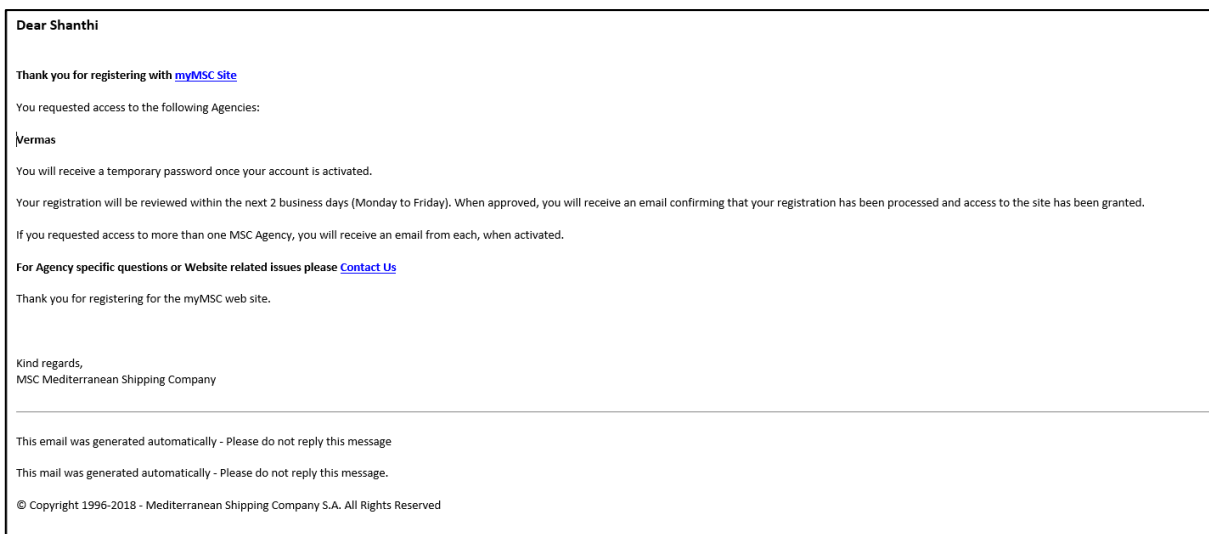 Dear Shanthi
Thank you for registering with myMSC Site
You requested access to the following Agencies:
Vermas
You will receive a temporary password once your account is activated.
Your registration will be reviewed within the next 2 business days (Monday to Friday). When approved, you will receive an email confirming that your registration has been processed and access to the site has been granted.
If you requested access to more than one MSC Agency, you will receive an email from each, when activated.
For Agency specific questions or Website related issues please Contact Us
Thank you for registering for the myMSC web site.
Kind regards,
MSC Mediterranean Shipping Company
This email was generated automatically - Please do not reply this message
This mail was generated automatically - Please do not reply this message.
© Copyright 1996-2018 - Mediterranean Shipping Company S.A. All Rights Reserved